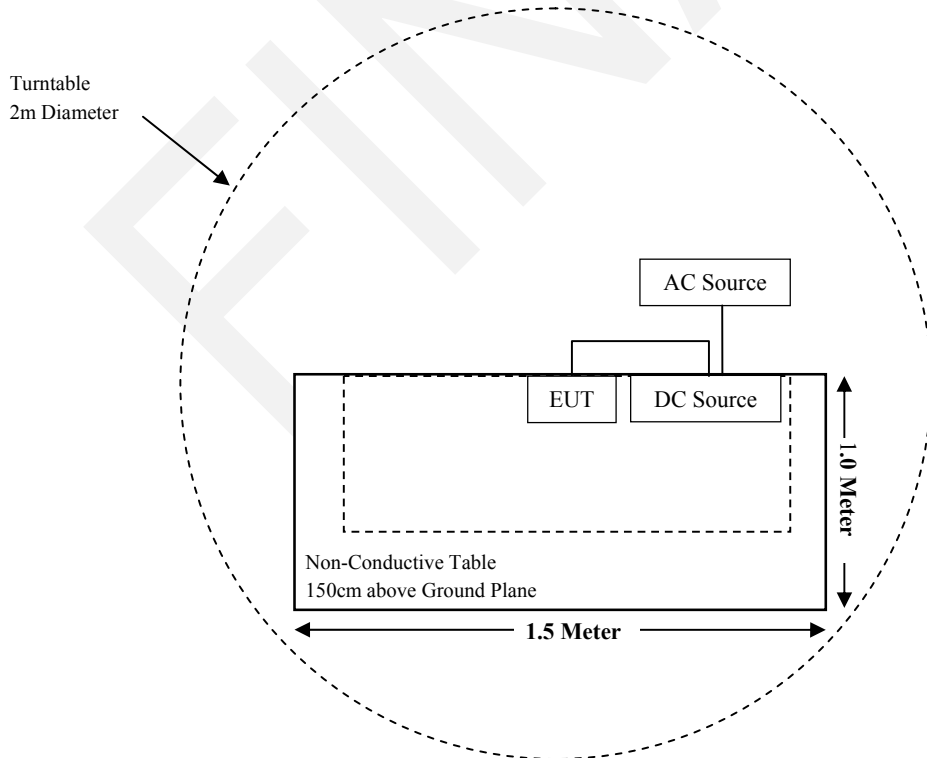 Turntable
2m Diameter
AC Source
EUT
DC Source
1.0 Meter
Non-Conductive Table
150cm above Ground Plane
1.5 Meter